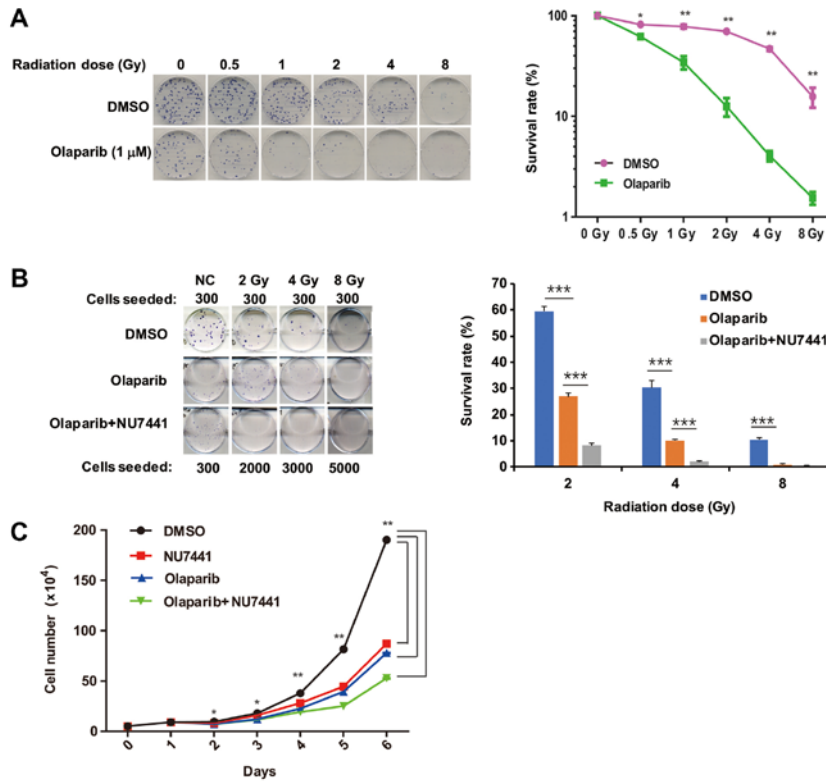 A
Radiation dose (Gy) 0 0.5 1 2 4 8
DMSO
Olaparib (1 μM)
Survival rate (%)
100
10
1
* ** ** ** **
DMSO
Olaparib
0 Gy 0.5 Gy 1 Gy 2 Gy 4 Gy 8 Gy
B
NC 2 Gy 4 Gy 8 Gy
Cells seeded: 300 300 300 300
DMSO
Olaparib
Olaparib+NU7441
Cells seeded: 300 2000 3000 5000
Survival rate (%)
70
60
50
40
30
20
10
0
*** *** *** *** ***
DMSO
Olaparib
Olaparib+NU7441
2 4 8
Radiation dose (Gy)
C
Cell number (x10⁴)
200
150
100
50
0
DMSO
NU7441
Olaparib
Olaparib+NU7441
* * ** ** **
0 1 2 3 4 5 6
Days